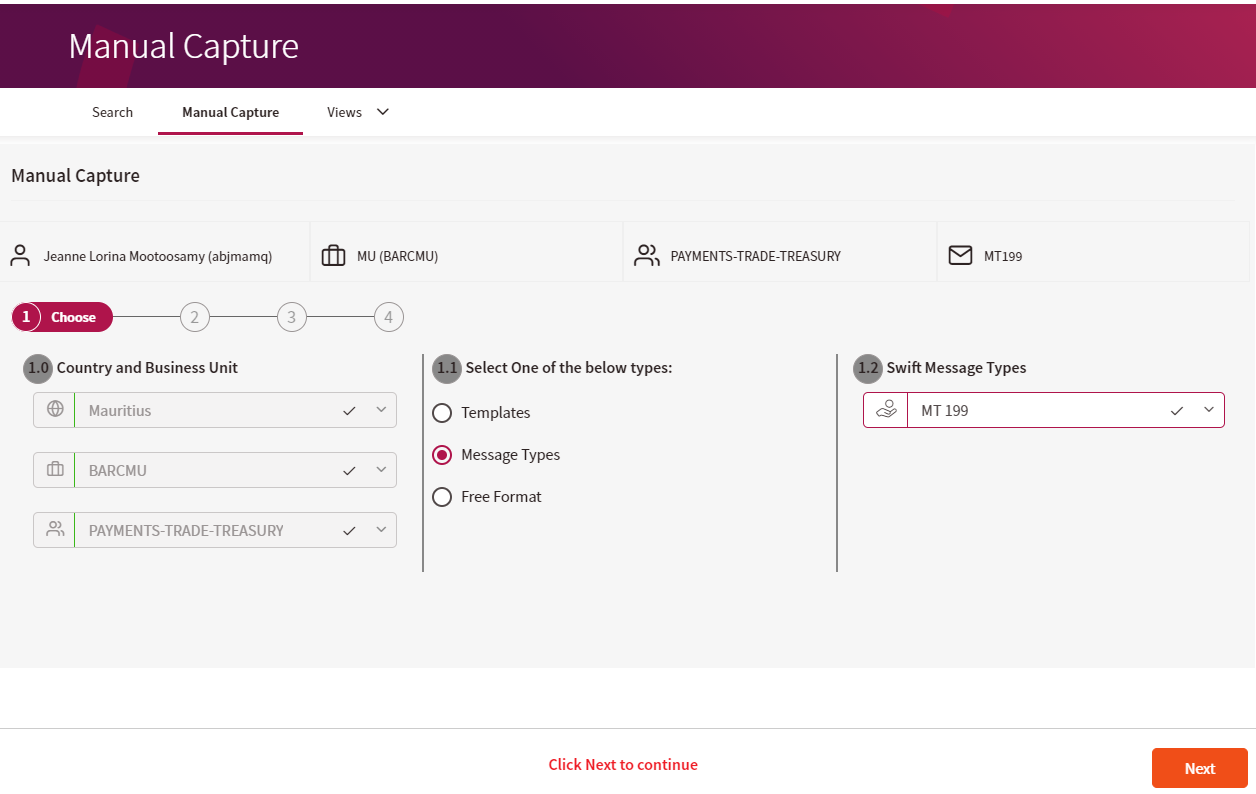 Manual Capture
Search Manual Capture Views
Manual Capture
Jeanne Lorina Mootoosamy (abjmamq) MU (BARCMU) PAYMENTS-TRADE-TREASURY MT199
1 Choose 2 3 4
1.0 Country and Business Unit
Mauritius
BARCMU
PAYMENTS-TRADE-TREASURY
1.1 Select One of the below types:
Templates
Message Types
Free Format
1.2 Swift Message Types
MT 199
Click Next to continue
Next